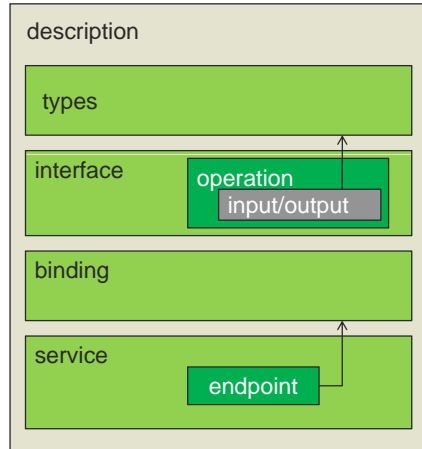 description
types
interface
operation
input/output
binding
service
endpoint